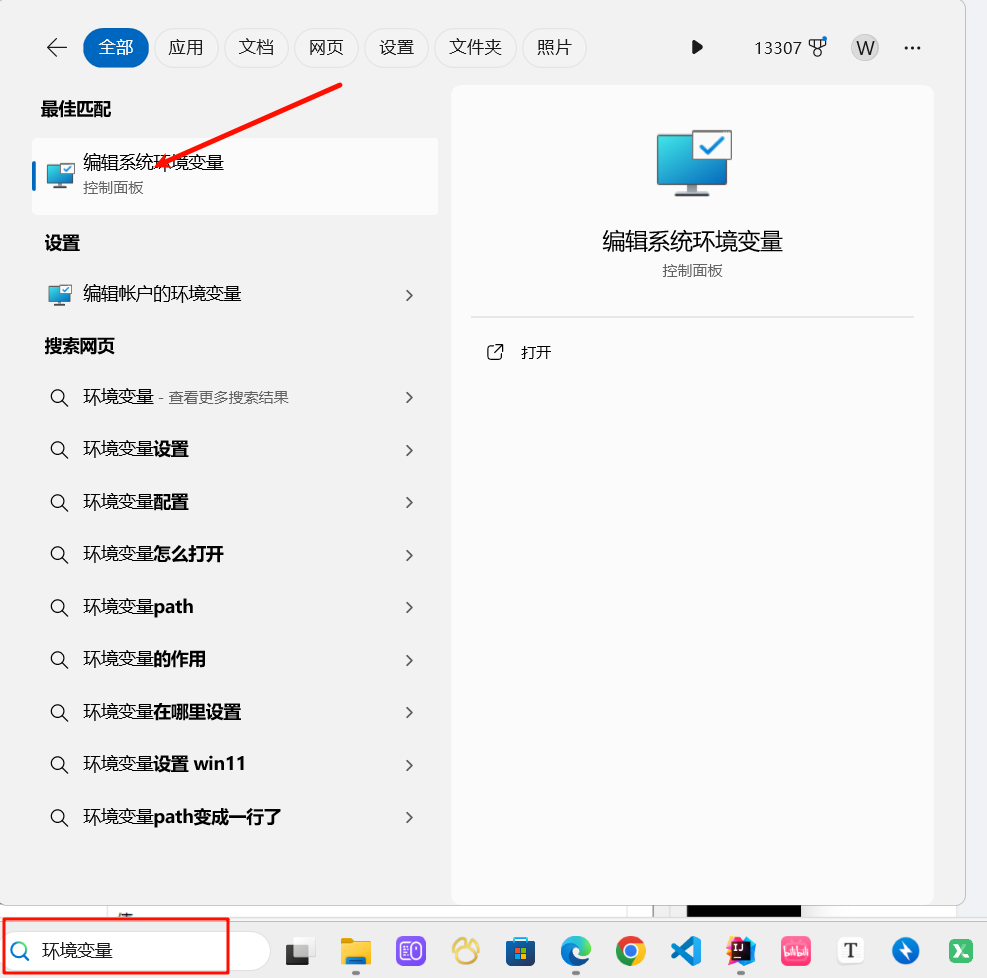 全部 应用 文档 网页 设置 文件夹 照片 13307 W
最佳匹配
编辑系统环境变量
控制面板
设置
编辑帐户的环境变量
搜索网页
环境变量 - 查看更多搜索结果
环境变量设置
环境变量配置
环境变量怎么打开
环境变量path
环境变量的作用
环境变量在哪里设置
环境变量设置 win11
环境变量path变成一行了
编辑系统环境变量
控制面板
打开
环境变量
IJ
bilibili
T